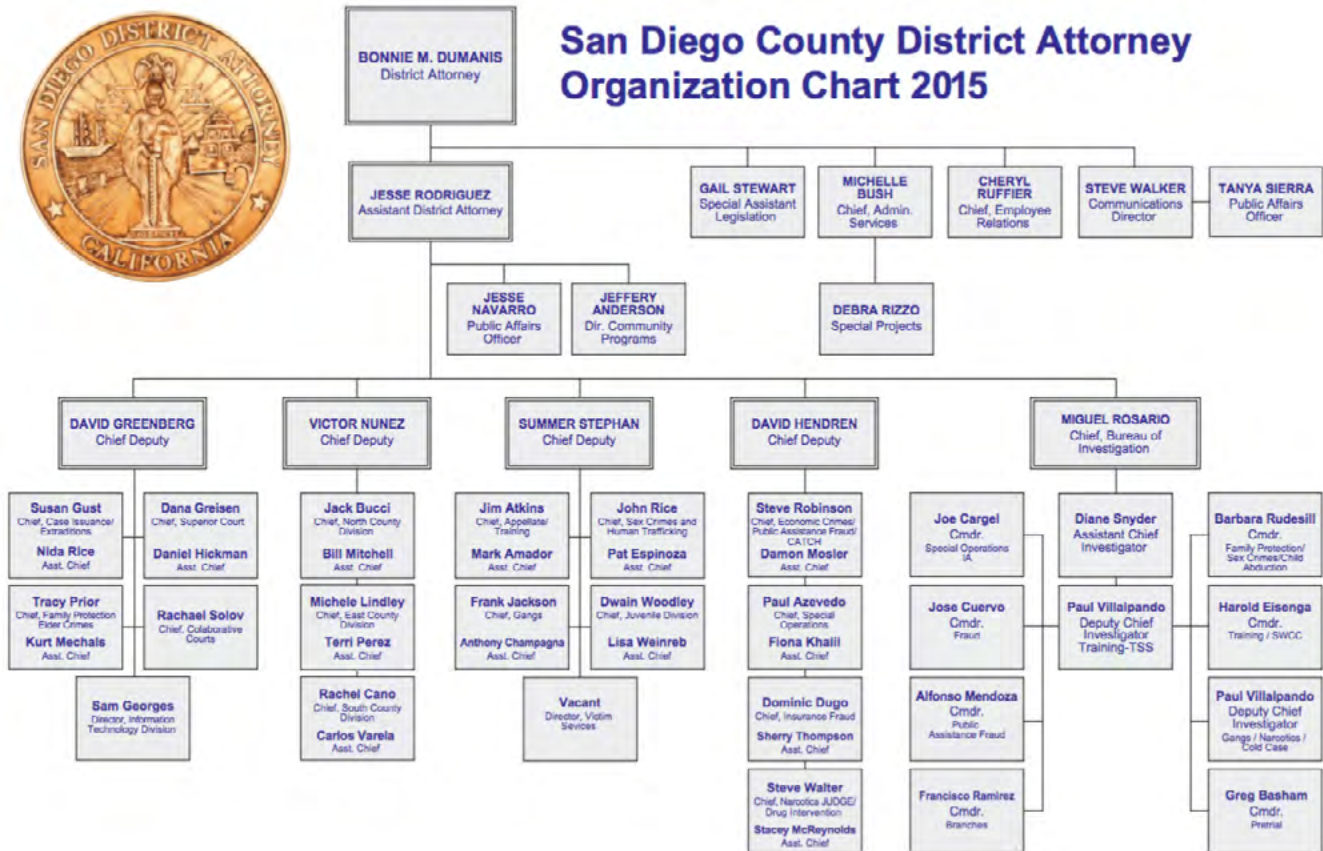 SAN DIEGO DISTRICT ATTORNEY
CALIFORNIA
San Diego County District Attorney
Organization Chart 2015
BONNIE M. DUMANIS
District Attorney
JESSE RODRIGUEZ
Assistant District Attorney
GAIL STEWART
Special Assistant
Legislation
MICHELLE
BUSH
Chief, Admin.
Services
CHERYL
RUFFIER
Chief, Employee
Relations
STEVE WALKER
Communications
Director
TANYA SIERRA
Public Affairs
Officer
JESSE
NAVARRO
Public Affairs
Officer
JEFFERY
ANDERSON
Dir. Community
Programs
DEBRA RIZZO
Special Projects
DAVID GREENBERG
Chief Deputy
VICTOR NUNEZ
Chief Deputy
SUMMER STEPHAN
Chief Deputy
DAVID HENDREN
Chief Deputy
MIGUEL ROSARIO
Chief, Bureau of
Investigation
Susan Gust
Chief, Case Issuance/
Extraditions
Nida Rice
Asst. Chief
Dana Greisen
Chief, Superior Court
Daniel Hickman
Asst. Chief
Tracy Prior
Chief, Family Protection
Elder Crimes
Kurt Mechals
Asst. Chief
Rachael Solov
Chief, Colaborative
Courts
Sam Georges
Director, Information
Technology Division
Jack Bucci
Chief, North County
Division
Bill Mitchell
Asst. Chief
Michele Lindley
Chief, East County
Division
Terri Perez
Asst. Chief
Rachel Cano
Chief, South County
Division
Carlos Varela
Asst. Chief
Jim Atkins
Chief, Appellate/
Training
Mark Amador
Asst. Chief
John Rice
Chief, Sex Crimes and
Human Trafficking
Pat Espinoza
Asst. Chief
Frank Jackson
Chief, Gangs
Anthony Champagna
Asst. Chief
Dwain Woodley
Chief, Juvenile Division
Lisa Weinreb
Asst. Chief
Vacant
Director, Victim
Sevices
Steve Robinson
Chief, Economic Crimes/
Public Assistance Fraud/
CATCH
Damon Mosler
Asst. Chief
Paul Azevedo
Chief, Special
Operations
Fiona Khalil
Asst. Chief
Dominic Dugo
Chief, Insurance Fraud
Sherry Thompson
Asst. Chief
Steve Walter
Chief, Narcotica JUDGE/
Drug Intervention
Stacey McReynolds
Asst. Chief
Joe Cargel
Cmdr.
Special Operations
IA
Diane Snyder
Assistant Chief
Investigator
Barbara Rudesill
Cmdr.
Family Protection/
Sex Crimes/Child
Abduction
Jose Cuervo
Cmdr.
Fraud
Paul Villalpando
Deputy Chief
Investigator
Training-TSS
Harold Eisenga
Cmdr.
Training / SWCC
Alfonso Mendoza
Cmdr.
Public
Assistance Fraud
Paul Villalpando
Deputy Chief
Investigator
Gangs / Narcotics /
Cold Case
Francisco Ramirez
Cmdr.
Branches
Greg Basham
Cmdr.
Pretrial